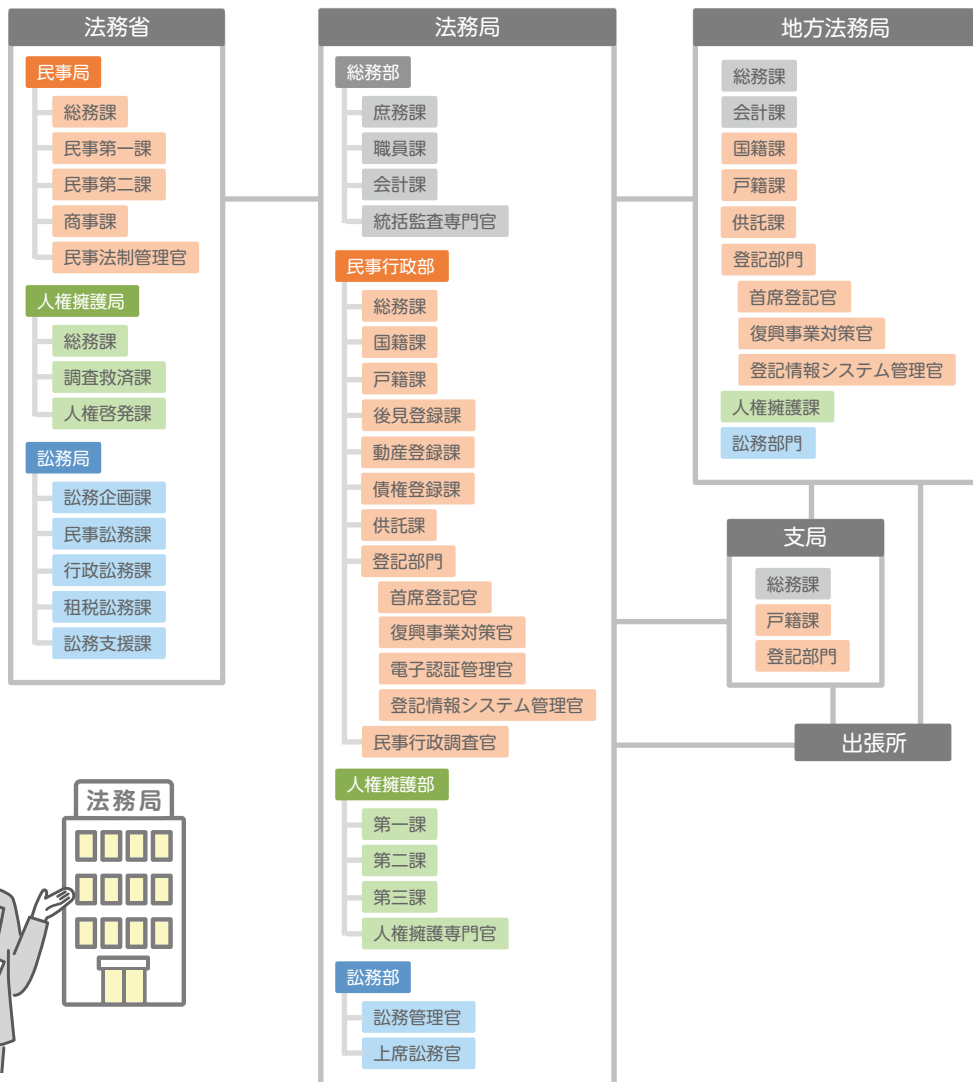 法務省
民事局
総務課
民事第一課
民事第二課
商事課
民事法制管理官
人権擁護局
総務課
調査救済課
人権啓発課
訟務局
訟務企画課
民事訟務課
行政訟務課
租税訟務課
訟務支援課
法務局
総務部
庶務課
職員課
会計課
統括監査専門官
民事行政部
総務課
国籍課
戸籍課
後見登録課
動産登録課
債権登録課
供託課
登記部門
首席登記官
復興事業対策官
電子認証管理官
登記情報システム管理官
民事行政調査官
人権擁護部
第一課
第二課
第三課
人権擁護専門官
訟務部
訟務管理官
上席訟務官
地方法務局
総務課
会計課
国籍課
戸籍課
供託課
登記部門
首席登記官
復興事業対策官
登記情報システム管理官
人権擁護課
訟務部門
支局
総務課
戸籍課
登記部門
出張所
法務局